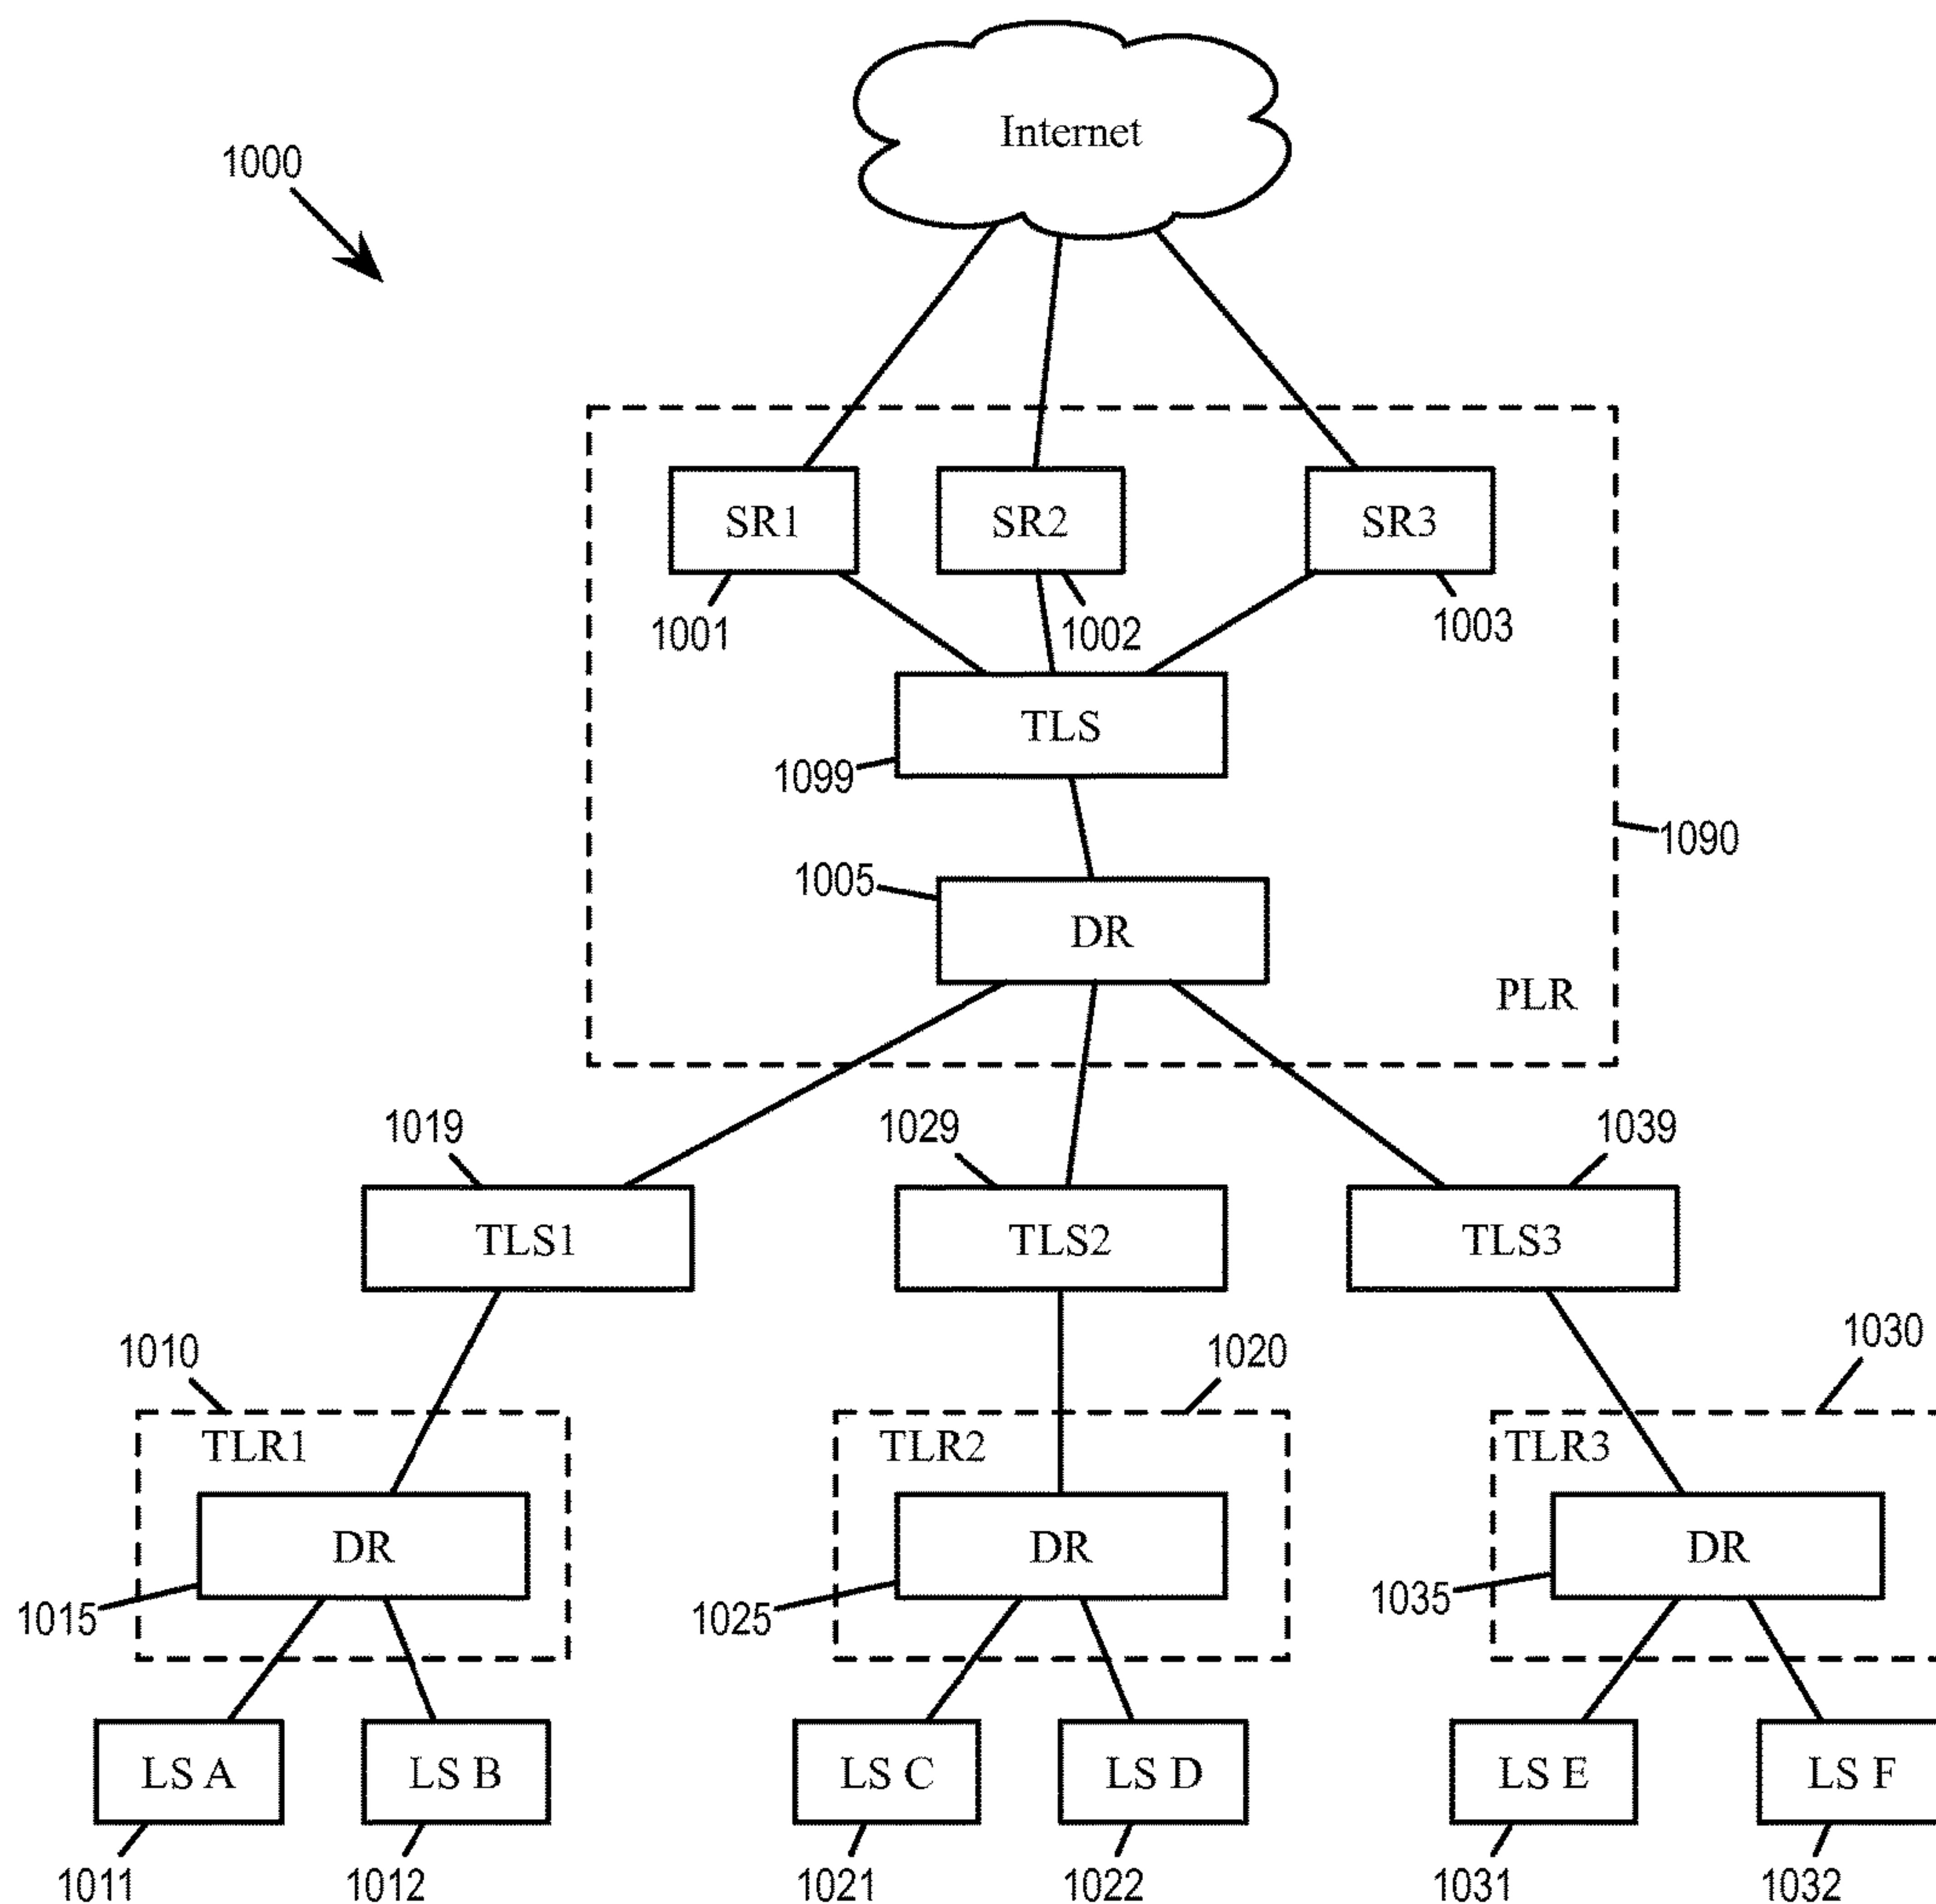 Internet
1000
SR1
SR2
SR3
1001
1002
1003
TLS
1099
1090
1005
DR
PLR
1019
1029
1039
TLS1
TLS2
TLS3
1010
1020
1030
TLR1
TLR2
TLR3
DR
DR
DR
1015
1025
1035
LS A
LS B
LS C
LS D
LS E
LS F
1011
1012
1021
1022
1031
1032